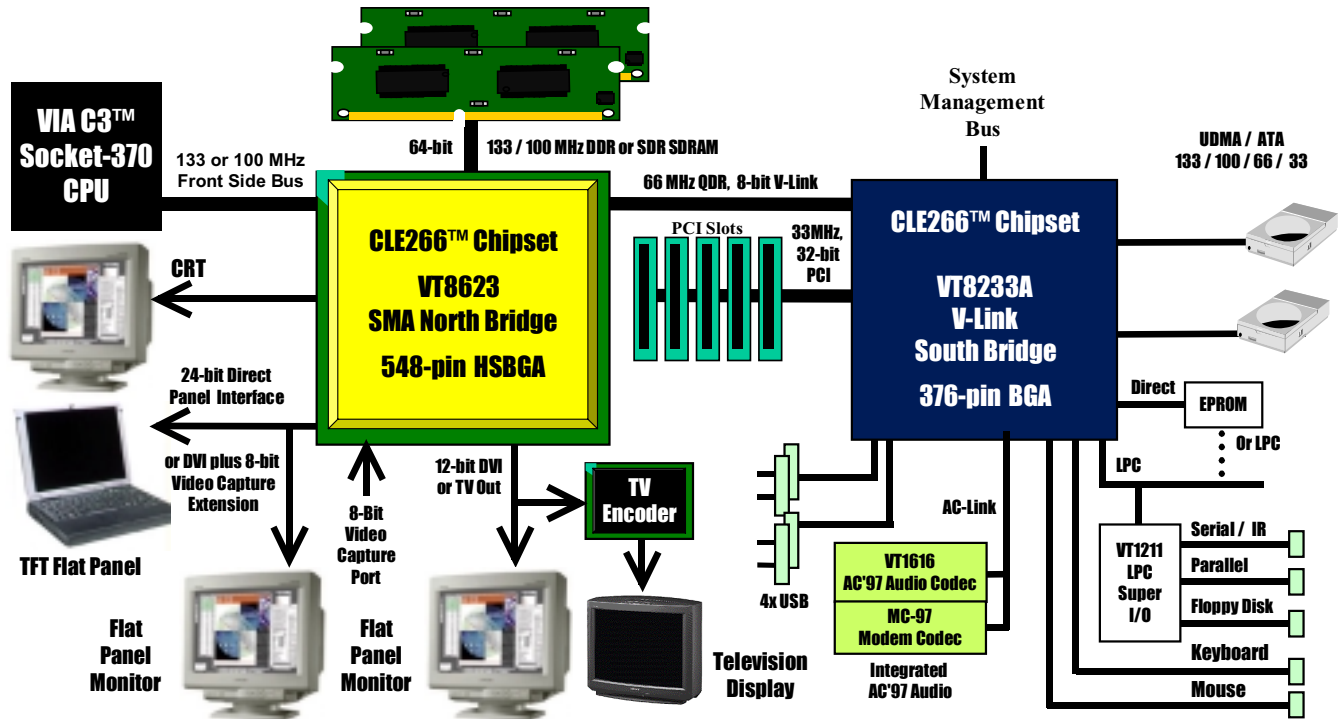 VIA C3™
Socket-370
CPU
133 or 100 MHz
Front Side Bus
64-bit
133 / 100 MHz DDR or SDR SDRAM
System
Management
Bus
UDMA / ATA
133 / 100 / 66 / 33
66 MHz QDR, 8-bit V-Link
CLE266™ Chipset
VT8623
SMA North Bridge
548-pin HSBGA
PCI Slots
33MHz,
32-bit
PCI
CLE266™ Chipset
VT8233A
V-Link
South Bridge
376-pin BGA
CRT
24-bit Direct
Panel Interface
or DVI plus 8-bit
Video Capture
Extension
TFT Flat Panel
Flat
Panel
Monitor
8-Bit
Video
Capture
Port
Flat
Panel
Monitor
12-bit DVI
or TV Out
TV
Encoder
Television
Display
4x USB
AC-Link
VT1616
AC'97 Audio Codec
MC-97
Modem Codec
Integrated
AC'97 Audio
Direct
EPROM
Or LPC
LPC
VT1211
LPC
Super
I/O
Serial / IR
Parallel
Floppy Disk
Keyboard
Mouse